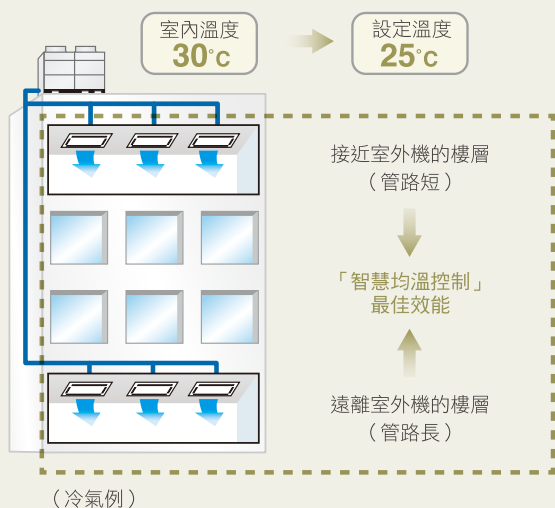 室內溫度
30°C
設定溫度
25°C
接近室外機的樓層
（管路短）
「智慧均溫控制」
最佳效能
遠離室外機的樓層
（管路長）
（冷氣例）